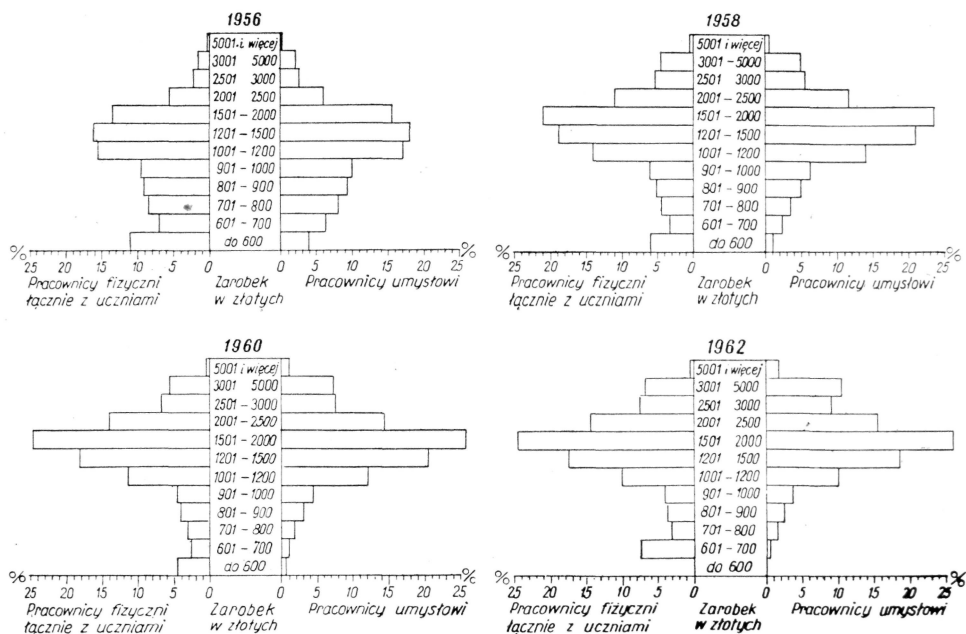 1956
5001 i więcej
3001 5000
2501 3000
2001 2500
1501 – 2000
1201 – 1500
1001 – 1200
901 – 1000
801 – 900
701 – 800
601 – 700
do 600
% %
25 20 15 10 5 0 0 5 10 15 20 25
Pracownicy fizyczni Zarobek Pracownicy umysłowi
łącznie z uczniami w złotych
1958
5001 i więcej
3001 – 5000
2501 3000
2001 – 2500
1501 – 2000
1201 – 1500
1001 – 1200
901 – 1000
801 – 900
701 – 800
601 – 700
do 600
% %
25 20 15 10 5 0 0 5 10 15 20 25
Pracownicy fizyczni Zarobek Pracownicy umysłowi
łącznie z uczniami w złotych
1960
5001 i więcej
3001 5000
2501 – 3000
2001 – 2500
1501 – 2000
1201 – 1500
1001 – 1200
901 – 1000
801 – 900
701 – 800
601 – 700
do 600
% %
25 20 15 10 5 0 0 5 10 15 20 25
Pracownicy fizyczni Zarobek Pracownicy umysłowi
łącznie z uczniami w złotych
1962
5001 i więcej
3001 5000
2501 3000
2001 2500
1501 2000
1201 1500
1001 – 1200
901 – 1000
801 – 900
701 – 800
601 – 700
do 600
% %
25 20 15 10 5 0 0 5 10 15 20 25
Pracownicy fizyczni Zarobek Pracownicy umysłowi
łącznie z uczniami w złotych